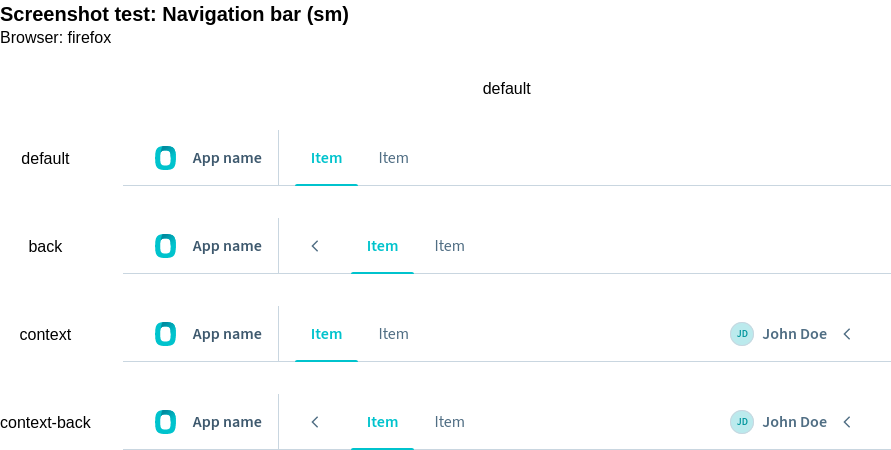 Screenshot test: Navigation bar (sm)
Browser: firefox
default
default App name Item Item
back App name Item Item
context App name Item Item JD John Doe
context-back App name Item Item JD John Doe